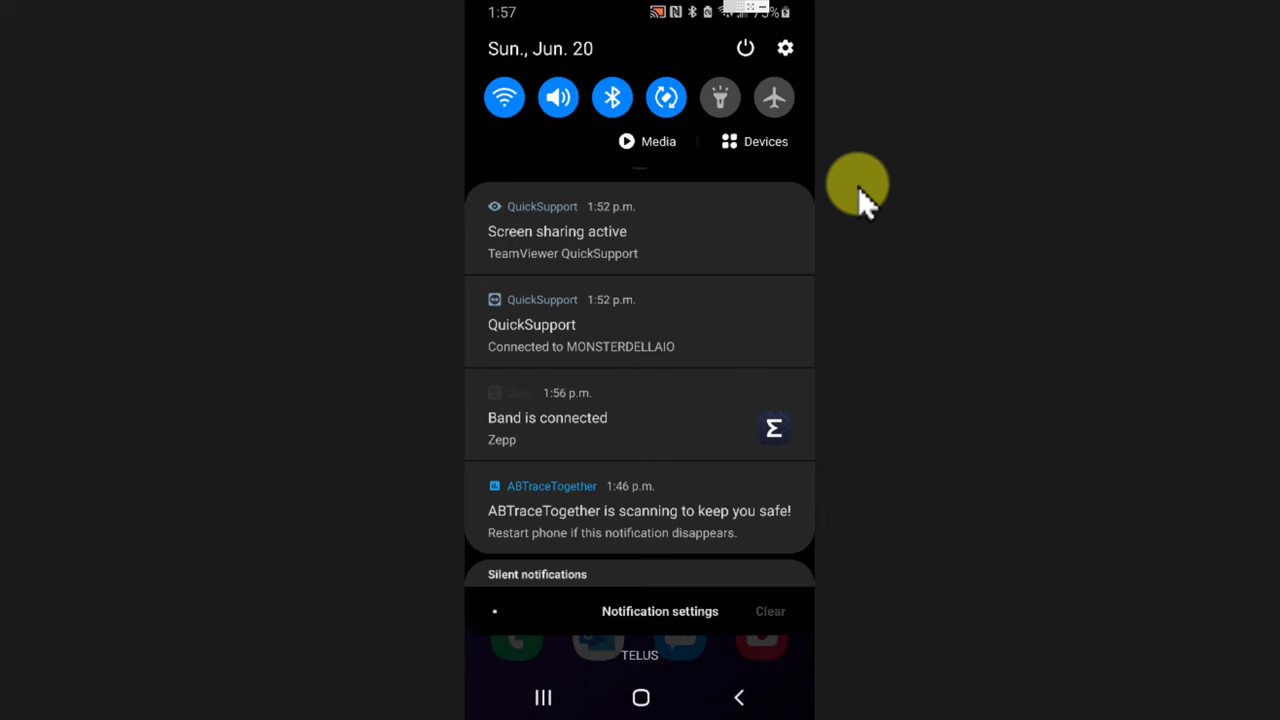 1:57
75%
Sun., Jun. 20
Media
Devices
QuickSupport 1:52 p.m.
Screen sharing active
TeamViewer QuickSupport
QuickSupport 1:52 p.m.
QuickSupport
Connected to MONSTERDELLAIO
Zepp 1:56 p.m.
Band is connected
Zepp
ABTraceTogether 1:46 p.m.
ABTraceTogether is scanning to keep you safe!
Restart phone if this notification disappears.
Silent notifications
Notification settings Clear
TELUS